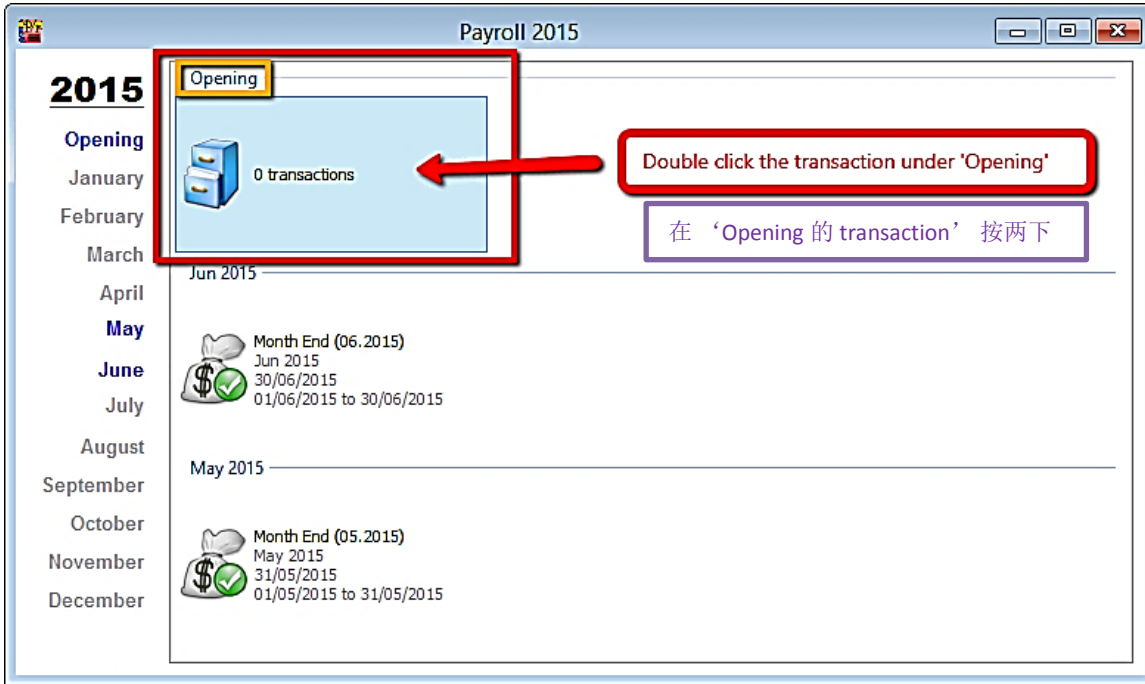 Payroll 2015
2015
Opening
January
February
March
April
May
June
July
August
September
October
November
December
Opening
0 transactions
Double click the transaction under 'Opening'
在 ‘Opening 的 transaction’ 按两下
Jun 2015
Month End (06.2015)
Jun 2015
30/06/2015
01/06/2015 to 30/06/2015
May 2015
Month End (05.2015)
May 2015
31/05/2015
01/05/2015 to 31/05/2015